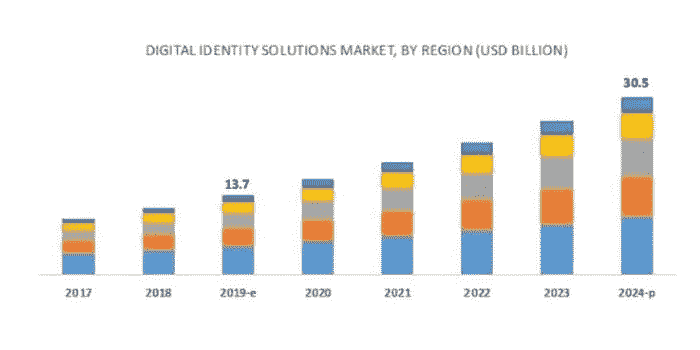 DIGITAL IDENTITY SOLUTIONS MARKET, BY REGION (USD BILLION)
30.5
13.7
2017 2018 2019-e 2020 2021 2022 2023 2024-p